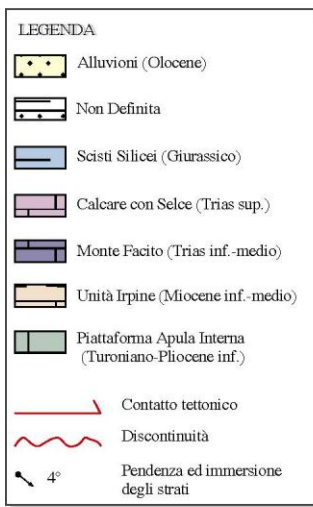 LEGENDA
Alluvioni (Olocene)
Non Definita
Scisti Silicei (Giurassico)
Calcare con Selce (Trias sup.)
Monte Facito (Trias inf.-medio)
Unità Irpine (Miocene inf.-medio)
Piattaforma Apula Interna
(Turoniano-Pliocene inf.)
Contatto tettonico
Discontinuità
4° Pendenza ed immersione
degli strati